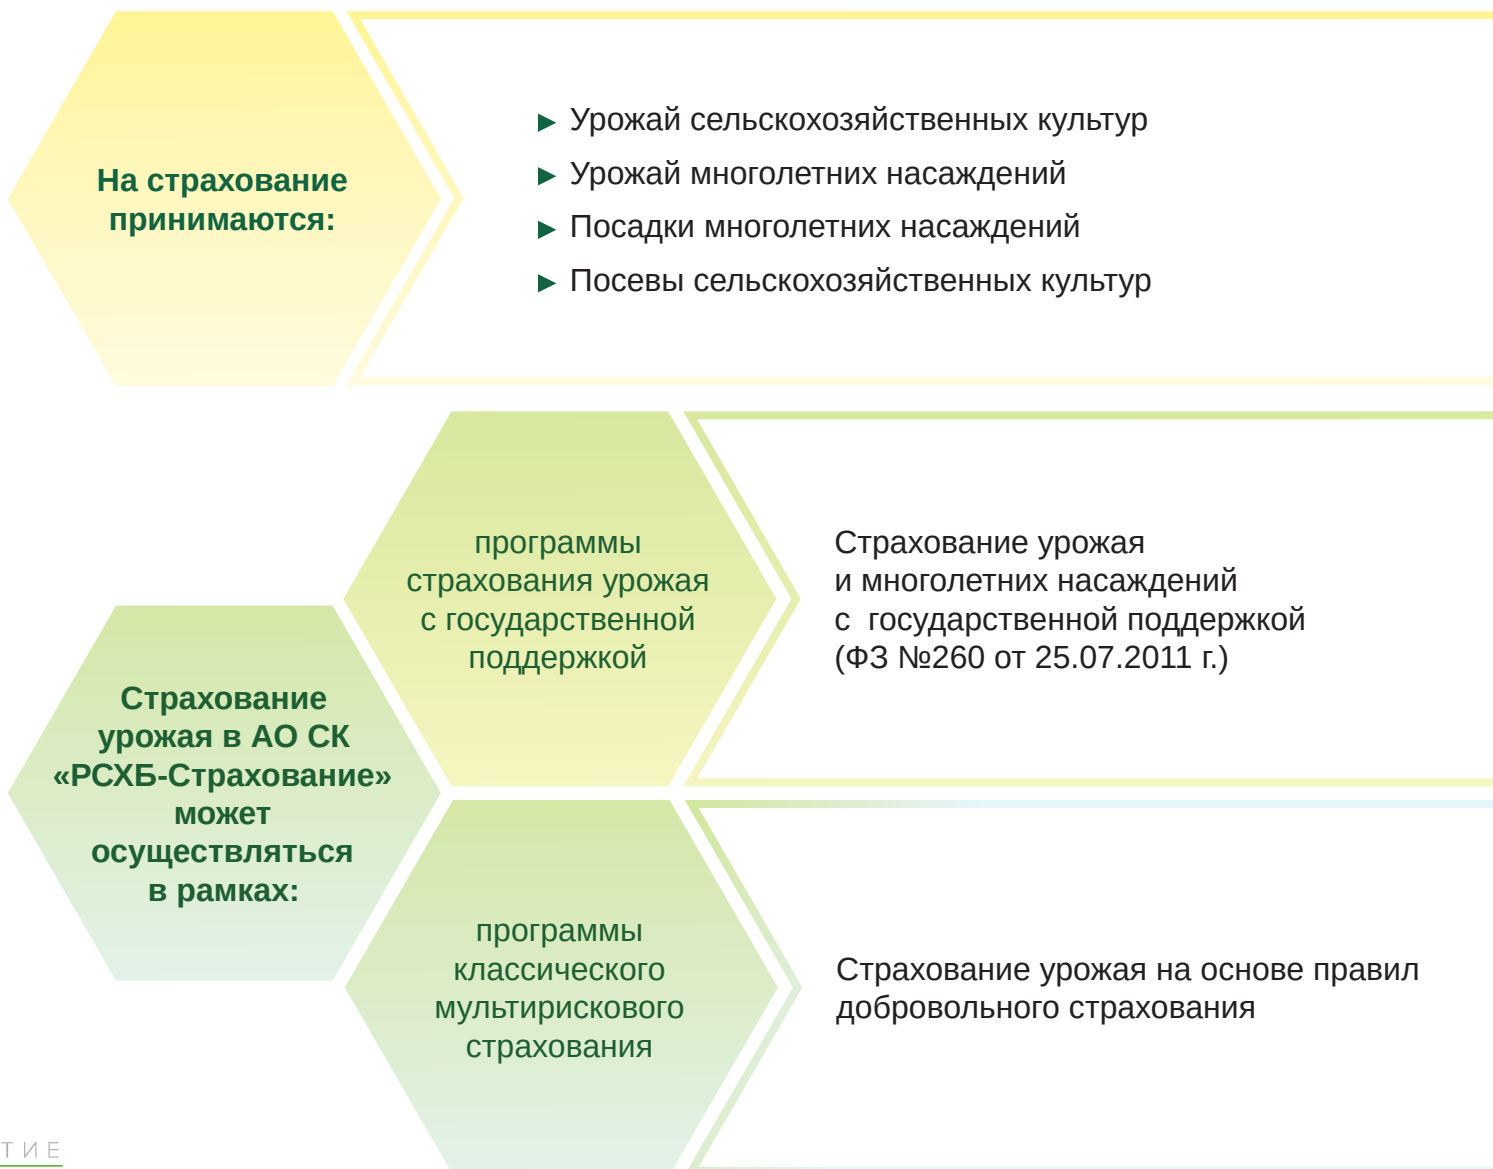 На страхование
принимаются:
► Урожай сельскохозяйственных культур
► Урожай многолетних насаждений
► Посадки многолетних насаждений
► Посевы сельскохозяйственных культур
Страхование
урожая в АО СК
«РСХБ-Страхование»
может
осуществляться
в рамках:
программы
страхования урожая
с государственной
поддержкой
Страхование урожая
и многолетних насаждений
с  государственной поддержкой
(ФЗ №260 от 25.07.2011 г.)
программы
классического
мультирискового
страхования
Страхование урожая на основе правил
добровольного страхования
ТИЕ